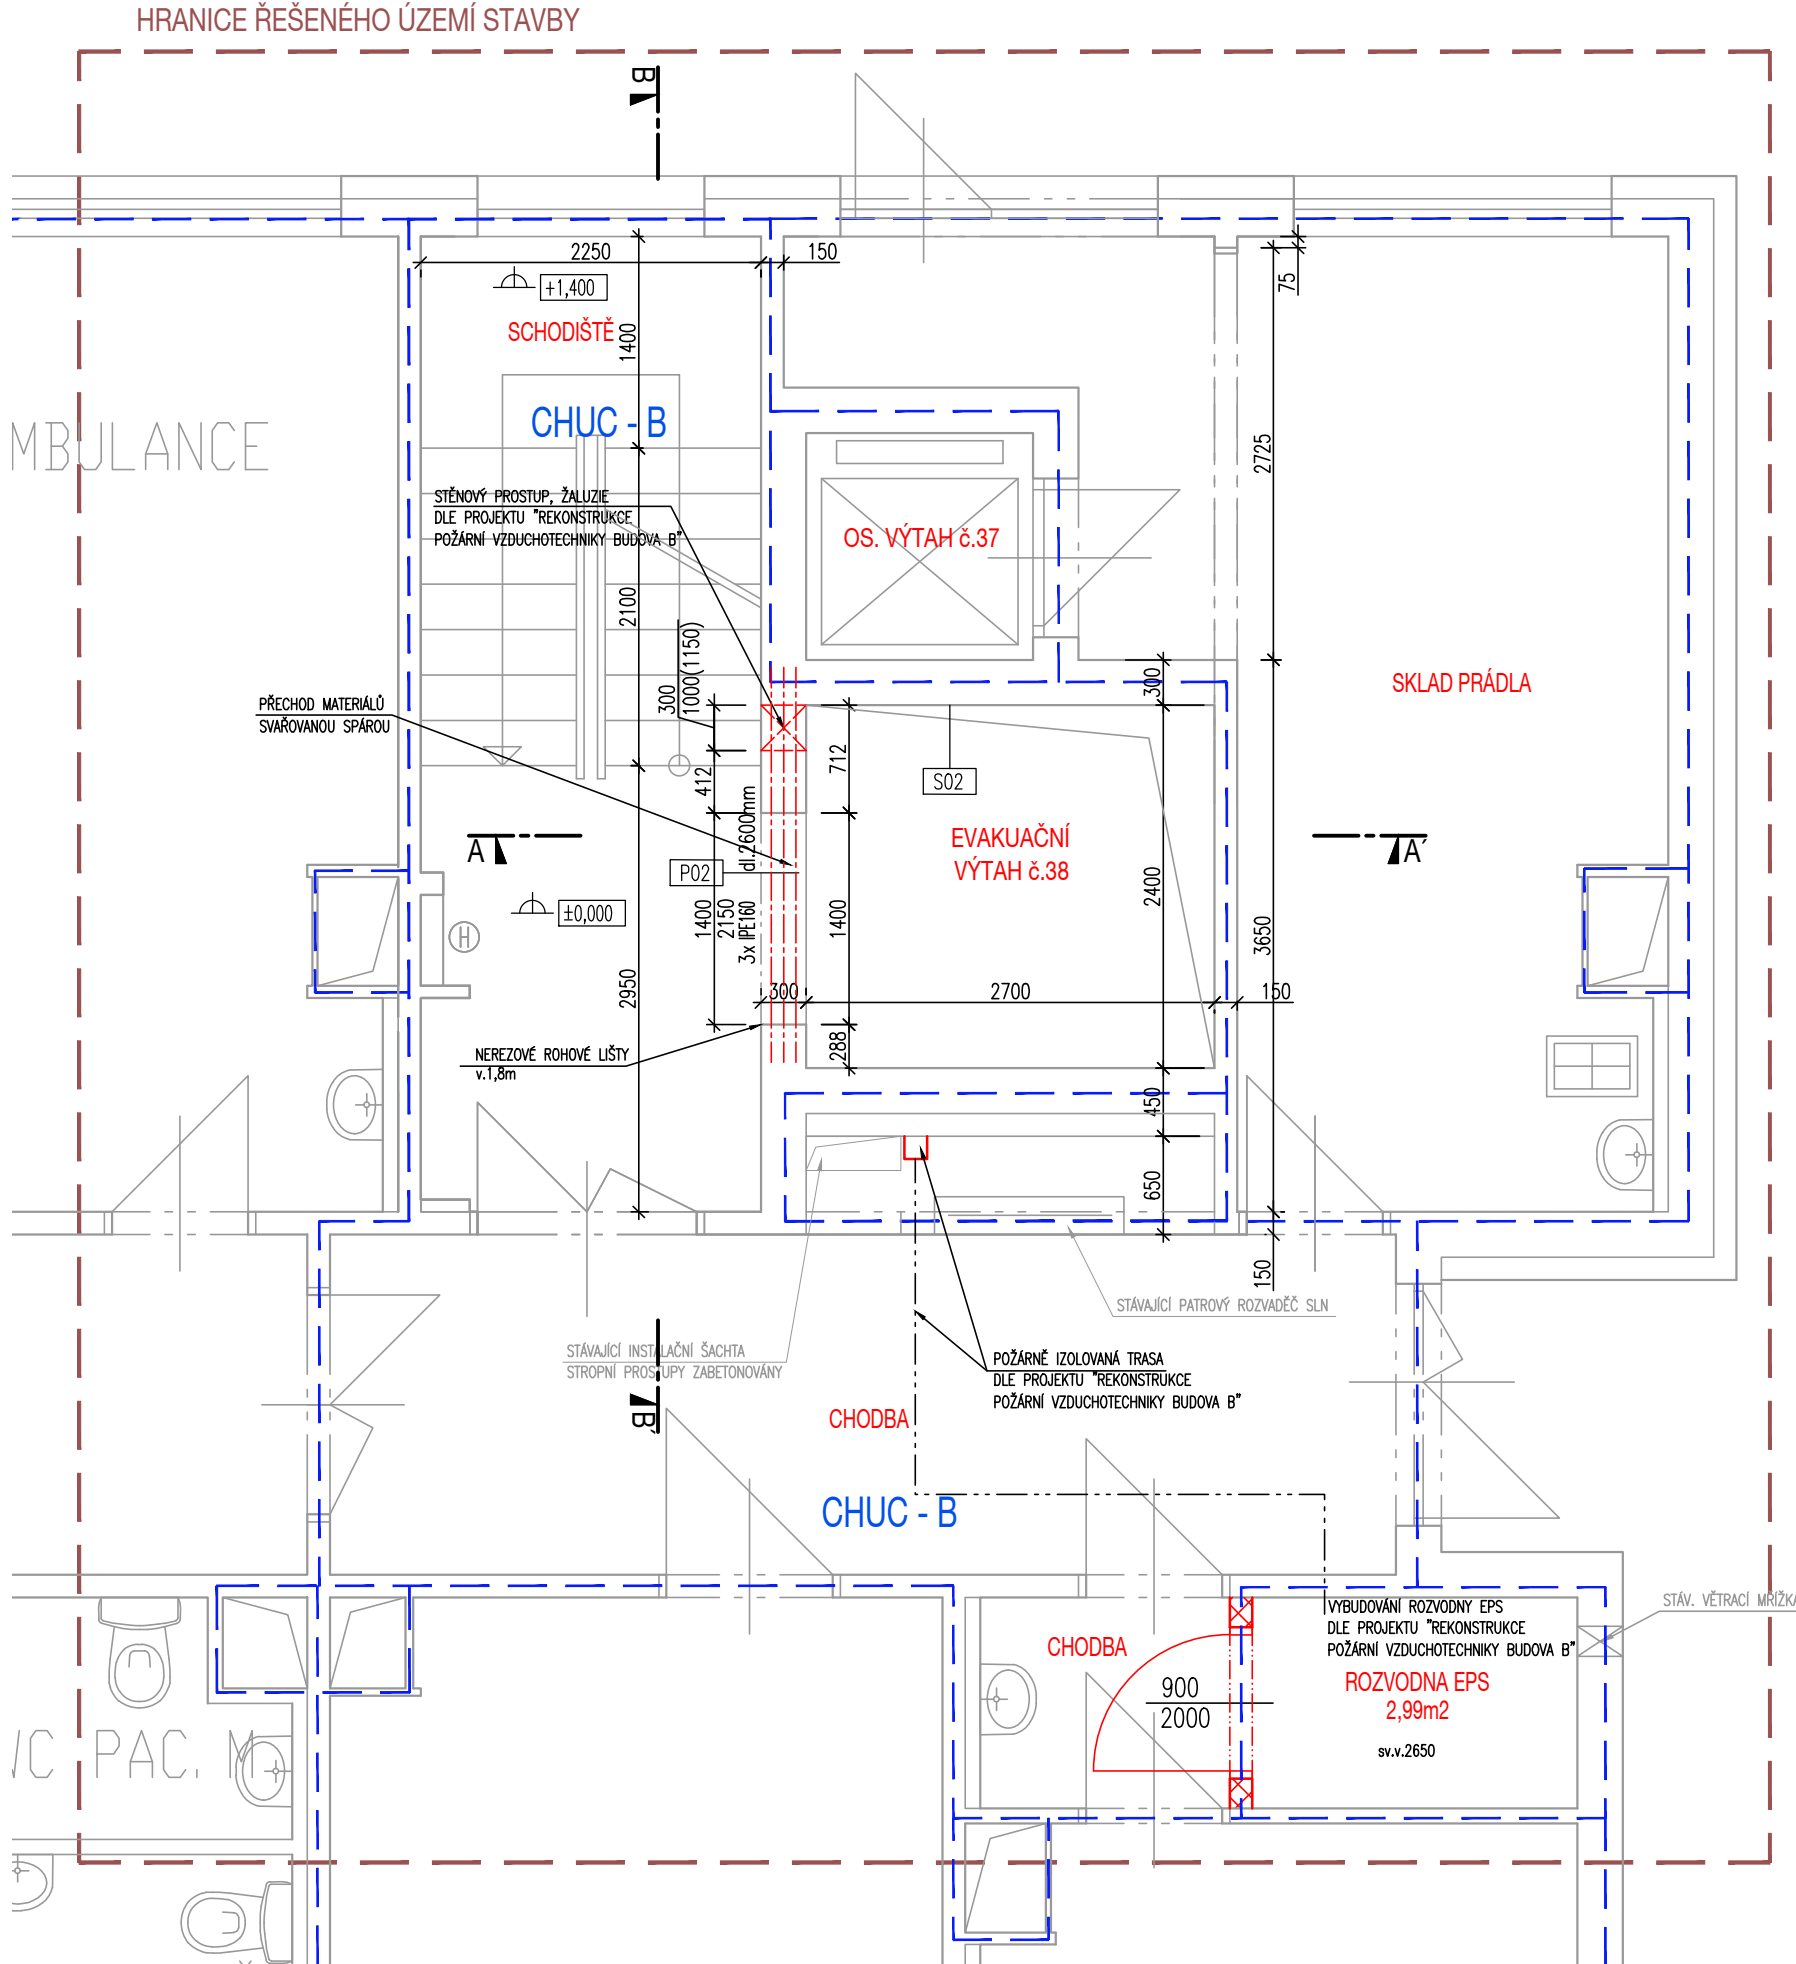 HRANICE ŘEŠENÉHO ÚZEMÍ STAVBY
B
2250
150
+1,400
75
SCHODIŠTĚ
1400
CHUC - B
MBULANCE
2725
STĚNOVÝ PROSTUP, ŽALUZIE
DLE PROJEKTU "REKONSTRUKCE
POŽÁRNÍ VZDUCHOTECHNIKY BUDOVA B"
OS. VÝTAH č.37
2100
300
1000(1150)
300
SKLAD PRÁDLA
PŘECHOD MATERIÁLŮ
SVAŘOVANOU SPÁROU
412
712
S02
dl.2600mm
EVAKUAČNÍ
VÝTAH č.38
A
A´
P02
2400
±0,000
H
1400
2150
3x IPE160
1400
3650
2950
300
2700
150
288
NEREZOVÉ ROHOVÉ LIŠTY
v.1,8m
450
650
150
STÁVAJÍCÍ PATROVÝ ROZVADĚČ SLN
STÁVAJÍCÍ INSTALAČNÍ ŠACHTA
STROPNÍ PROSTUPY ZABETONOVÁNY
POŽÁRNĚ IZOLOVANÁ TRASA
DLE PROJEKTU "REKONSTRUKCE
POŽÁRNÍ VZDUCHOTECHNIKY BUDOVA B"
B´
CHODBA
CHUC - B
STÁV. VĚTRACÍ MŘÍŽKA
VYBUDOVÁNÍ ROZVODNY EPS
DLE PROJEKTU "REKONSTRUKCE
POŽÁRNÍ VZDUCHOTECHNIKY BUDOVA B"
CHODBA
ROZVODNA EPS
2,99m2
900
2000
sv.v.2650
WC PAC. M